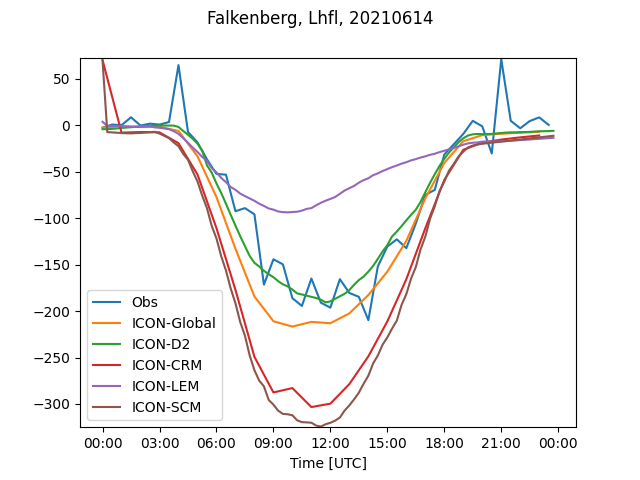 Falkenberg, Lhfl, 20210614
50
0
−50
−100
−150
−200
−250
−300
Obs
ICON-Global
ICON-D2
ICON-CRM
ICON-LEM
ICON-SCM
00:00 03:00 06:00 09:00 12:00 15:00 18:00 21:00 00:00
Time [UTC]